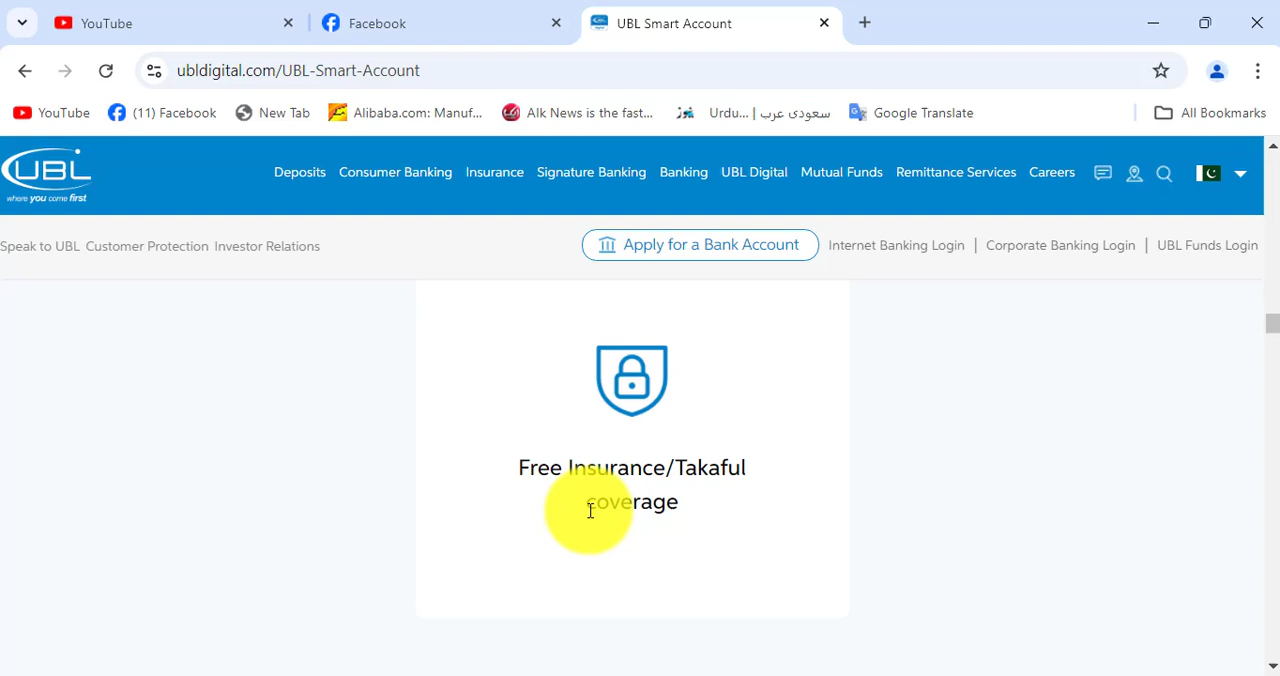 YouTube
Facebook
UBL Smart Account
ubldigital.com/UBL-Smart-Account
YouTube
(11) Facebook
New Tab
Alibaba.com: Manuf...
Alk News is the fast...
Urdu... | سعودی عرب
Google Translate
All Bookmarks
UBL
where you come first
Deposits
Consumer Banking
Insurance
Signature Banking
Banking
UBL Digital
Mutual Funds
Remittance Services
Careers
Speak to UBL
Customer Protection
Investor Relations
Apply for a Bank Account
Internet Banking Login |
Corporate Banking Login |
UBL Funds Login
Free Insurance/Takaful
coverage